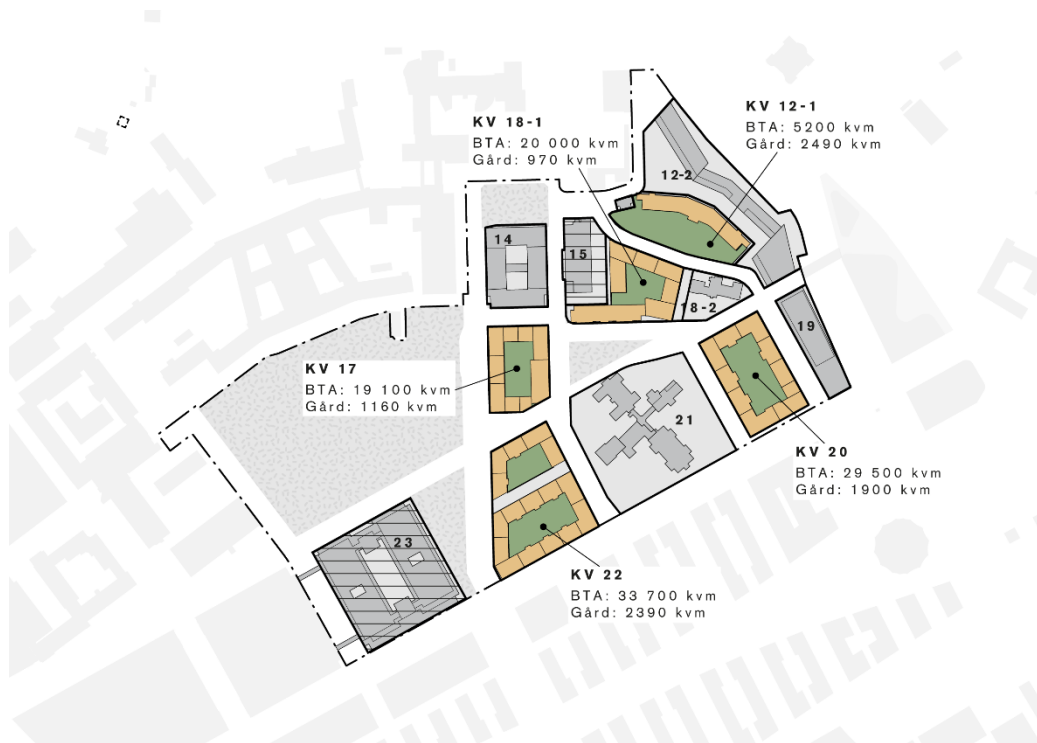 KV 12-1
BTA: 5200 kvm
Gård: 2490 kvm
KV 18-1
BTA: 20 000 kvm
Gård: 970 kvm
12-2
14
15
18-2
19
KV 17
BTA: 19 100 kvm
Gård: 1160 kvm
21
KV 20
BTA: 29 500 kvm
Gård: 1900 kvm
23
KV 22
BTA: 33 700 kvm
Gård: 2390 kvm